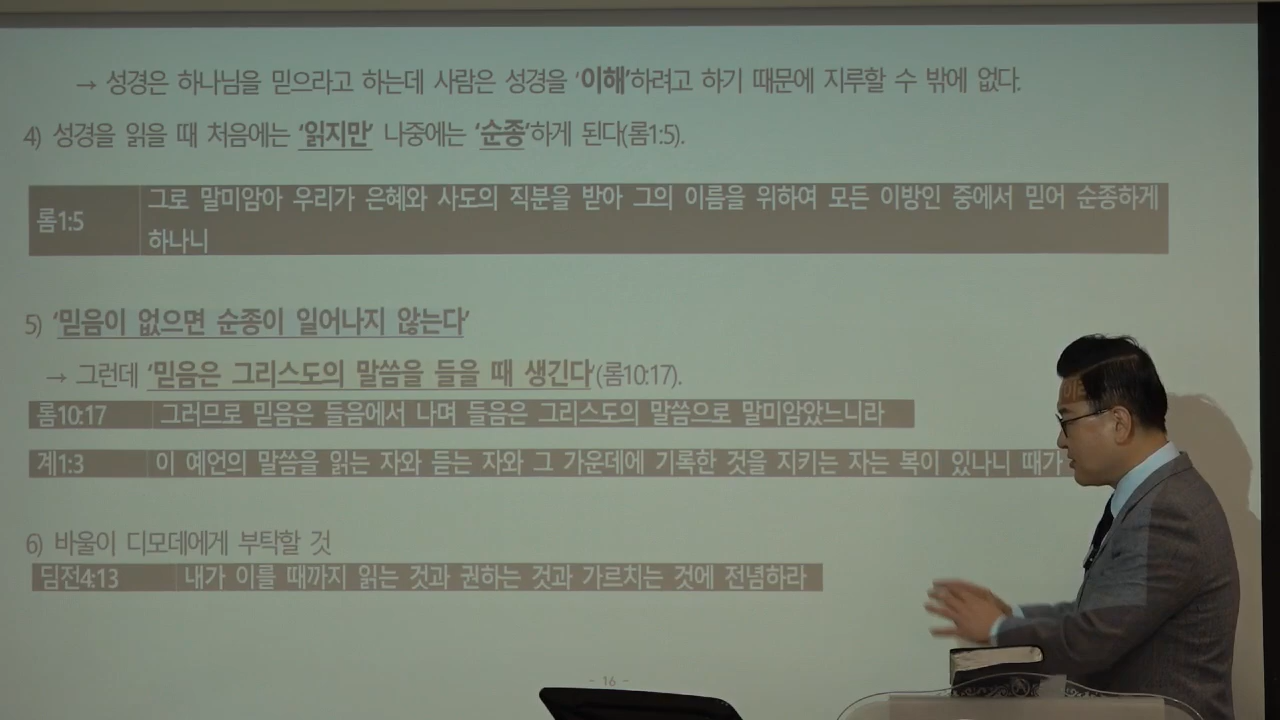 → 성경은 하나님을 믿으라고 하는데 사람은 성경을 ‘이해’하려고 하기 때문에 지루할 수 밖에 없다.
4) 성경을 읽을 때 처음에는 ‘읽지만’ 나중에는 ‘순종’하게 된다(롬1:5).
롬1:5 그로 말미암아 우리가 은혜와 사도의 직분을 받아 그의 이름을 위하여 모든 이방인 중에서 믿어 순종하게
하나니
5) ‘믿음이 없으면 순종이 일어나지 않는다’
→ 그런데 ‘믿음은 그리스도의 말씀을 들을 때 생긴다’(롬10:17).
롬10:17 그러므로 믿음은 들음에서 나며 들음은 그리스도의 말씀으로 말미암았느니라
계1:3 이 예언의 말씀을 읽는 자와 듣는 자와 그 가운데에 기록한 것을 지키는 자는 복이 있나니 때가
6) 바울이 디모데에게 부탁할 것
딤전4:13 내가 이를 때까지 읽는 것과 권하는 것과 가르치는 것에 전념하라
- 16 -